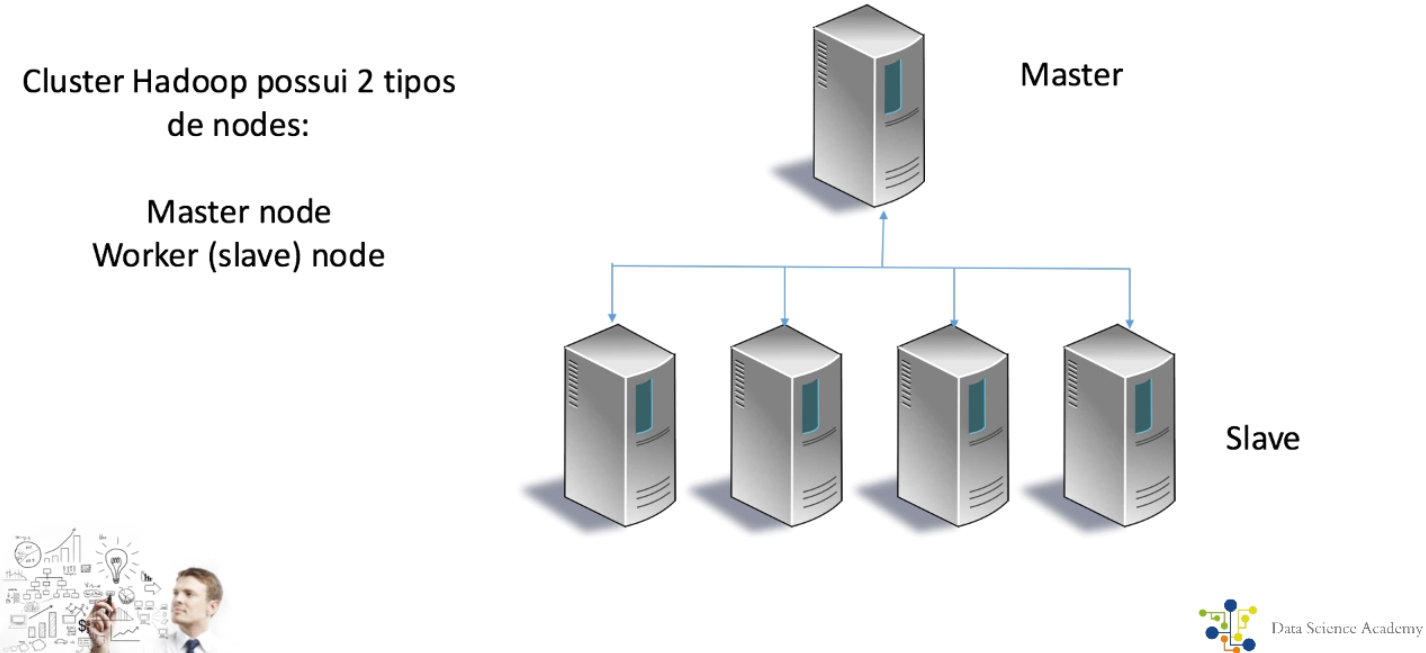 Cluster Hadoop possui 2 tipos
de nodes:
Master node
Worker (slave) node
Master
Slave
Data Science Academy